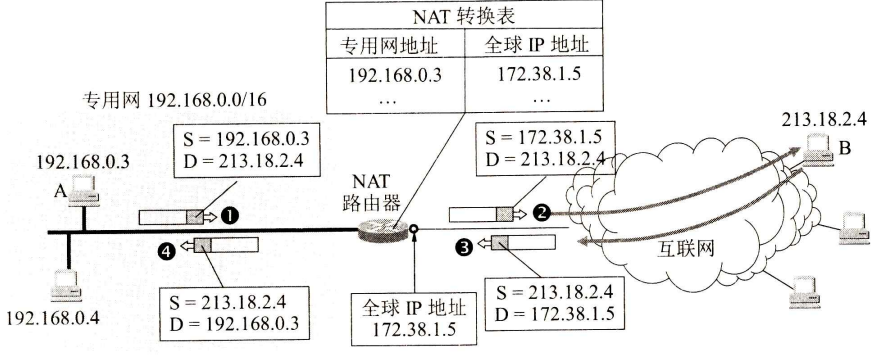 NAT 转换表
专用网地址 全球 IP 地址
192.168.0.3 172.38.1.5
… …
专用网 192.168.0.0/16
213.18.2.4
B
S = 192.168.0.3
D = 213.18.2.4
S = 172.38.1.5
D = 213.18.2.4
192.168.0.3
A
NAT
路由器
❶
❷
❹
❸
互联网
S = 213.18.2.4
D = 192.168.0.3
全球 IP 地址
172.38.1.5
S = 213.18.2.4
D = 172.38.1.5
192.168.0.4